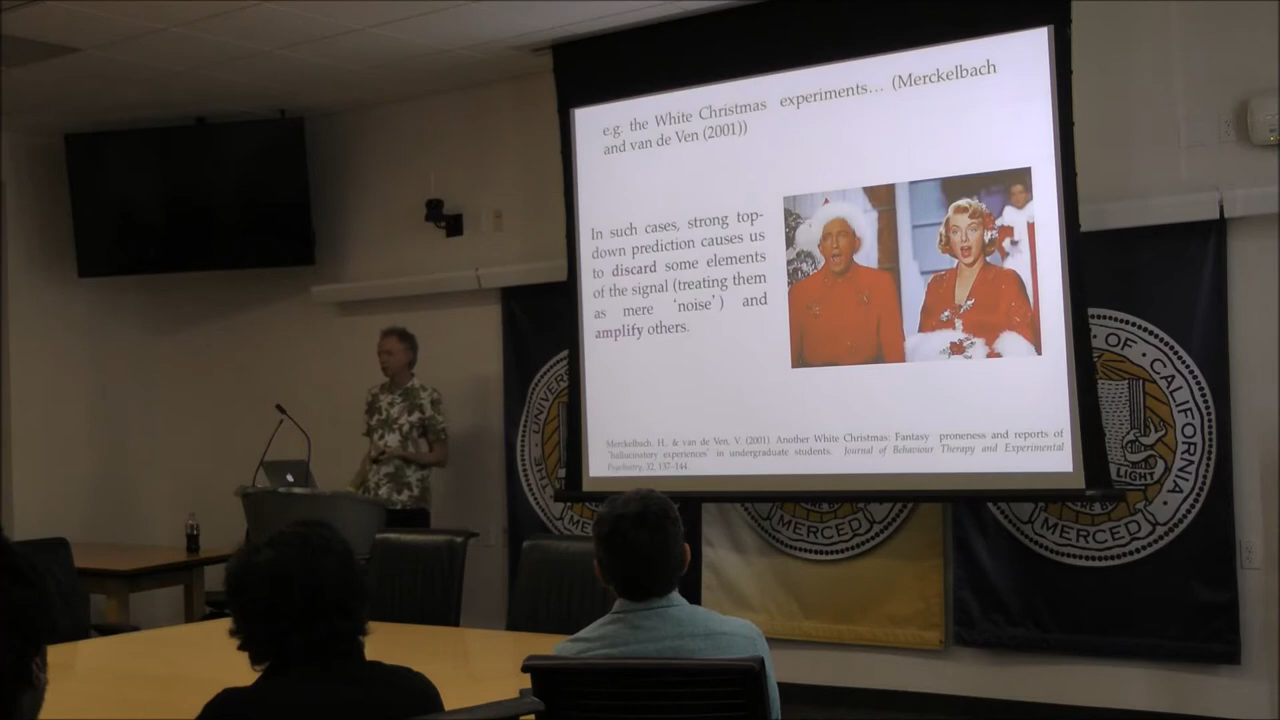 e.g. the White Christmas experiments… (Merckelbach
and van de Ven (2001))
In such cases, strong top-
down prediction causes us
to discard some elements
of the signal (treating them
as mere 'noise') and
amplify others.
Merckelbach, H., & van de Ven, V. (2001). Another White Christmas: Fantasy proneness and reports of
'hallucinatory experiences' in undergraduate students. Journal of Behaviour Therapy and Experimental
Psychiatry, 32, 137-144.
THE UNIVERS
ME
MERCED
OF CALIFORNIA
LIGHT
MERCED